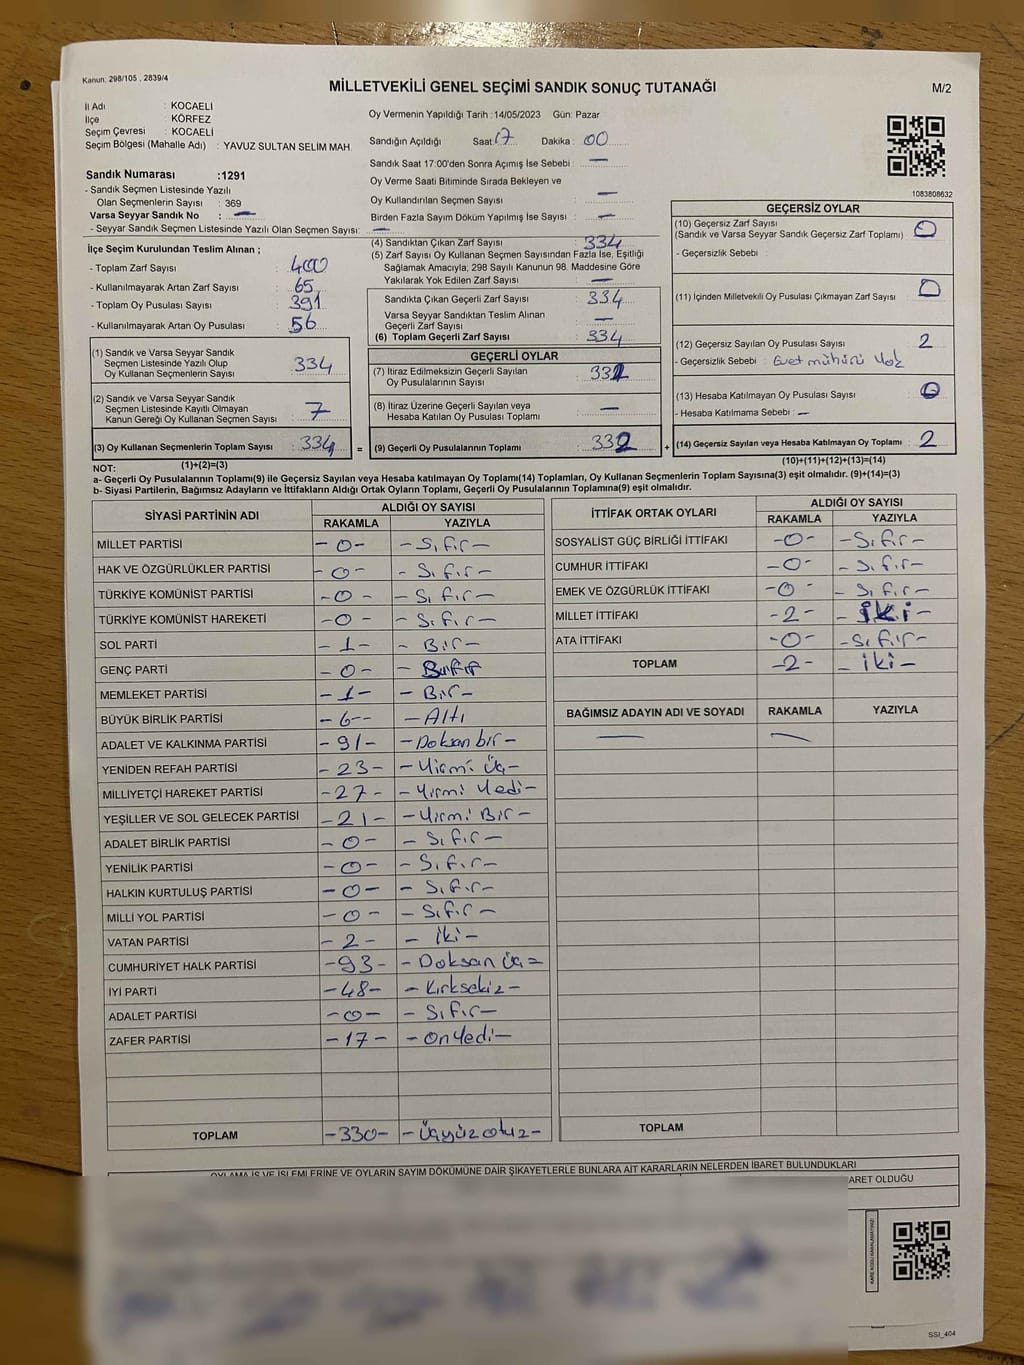 Kanun: 298/105 , 2839/4
MİLLETVEKİLİ GENEL SEÇİMİ SANDIK SONUÇ TUTANAĞI
M/2
İl Adı : KOCAELİ
İlçe : KÖRFEZ
Seçim Çevresi : KOCAELİ
Seçim Bölgesi (Mahalle Adı) : YAVUZ SULTAN SELİM MAH.
Sandık Numarası :1291
- Sandık Seçmen Listesinde Yazılı
Olan Seçmenlerin Sayısı : 369
Varsa Seyyar Sandık No : —
- Seyyar Sandık Seçmen Listesinde Yazılı Olan Seçmen Sayısı: —
Oy Vermenin Yapıldığı Tarih :14/05/2023 Gün: Pazar
Sandığın Açıldığı Saat: 17 Dakika : 00
Sandık Saat 17:00'den Sonra Açımış İse Sebebi : —
Oy Verme Saati Bitiminde Sırada Bekleyen ve
Oy Kullandırılan Seçmen Sayısı : —
Birden Fazla Sayım Döküm Yapılmış İse Sayısı : —
1083808632
İlçe Seçim Kurulundan Teslim Alınan ;
- Toplam Zarf Sayısı : 400
- Kullanılmayarak Artan Zarf Sayısı : 65
- Toplam Oy Pusulası Sayısı : 391
- Kullanılmayarak Artan Oy Pusulası : 56
(1) Sandık ve Varsa Seyyar Sandık
Seçmen Listesinde Yazılı Olup
Oy Kullanan Seçmenlerin Sayısı : 334
(2) Sandık ve Varsa Seyyar Sandık
Seçmen Listesinde Kayıtlı Olmayan
Kanun Gereği Oy Kullanan Seçmen Sayısı : 7
(3) Oy Kullanan Seçmenlerin Toplam Sayısı : 334
(1)+(2)=(3)
(4) Sandıktan Çıkan Zarf Sayısı : 334
(5) Zarf Sayısı Oy Kullanan Seçmen Sayısından Fazla İse, Eşitliği
Sağlamak Amacıyla, 298 Sayılı Kanunun 98. Maddesine Göre
Yakılarak Yok Edilen Zarf Sayısı : —
Sandıkta Çıkan Geçerli Zarf Sayısı : 334
Varsa Seyyar Sandıktan Teslim Alınan
Geçerli Zarf Sayısı : —
(6) Toplam Geçerli Zarf Sayısı : 334
GEÇERLİ OYLAR
(7) İtiraz Edilmeksizin Geçerli Sayılan
Oy Pusulalarının Sayısı : 332
(8) İtiraz Üzerine Geçerli Sayılan veya
Hesaba Katılan Oy Pusulası Toplamı : —
= (9) Geçerli Oy Pusulalarının Toplamı : 332 +
GEÇERSİZ OYLAR
(10) Geçersiz Zarf Sayısı
(Sandık ve Varsa Seyyar Sandık Geçersiz Zarf Toplamı) : 0
- Geçersizlik Sebebi :
(11) İçinden Milletvekili Oy Pusulası Çıkmayan Zarf Sayısı : 0
(12) Geçersiz Sayılan Oy Pusulası Sayısı : 2
- Geçersizlik Sebebi : Evet mühürü Yok
(13) Hesaba Katılmayan Oy Pusulası Sayısı : 0
- Hesaba Katılmama Sebebi : —
(14) Geçersiz Sayılan veya Hesaba Katılmayan Oy Toplamı : 2
(10)+(11)+(12)+(13)=(14)
NOT:
a- Geçerli Oy Pusulalarının Toplamı(9) ile Geçersiz Sayılan veya Hesaba katılmayan Oy Toplamı(14) Toplamları, Oy Kullanan Seçmenlerin Toplam Sayısına(3) eşit olmalıdır. (9)+(14)=(3)
b- Siyasi Partilerin, Bağımsız Adayların ve İttifakların Aldığı Ortak Oyların Toplamı, Geçerli Oy Pusulalarının Toplamına(9) eşit olmalıdır.
SİYASİ PARTİNİN ADI ALDIĞI OY SAYISI
RAKAMLA YAZIYLA
MİLLET PARTİSİ -0- -Sıfır-
HAK VE ÖZGÜRLÜKLER PARTİSİ -0- -Sıfır-
TÜRKİYE KOMÜNİST PARTİSİ -0- -Sıfır-
TÜRKİYE KOMÜNİST HAREKETİ -0- -Sıfır-
SOL PARTİ -1- -Bir-
GENÇ PARTİ -0-
MEMLEKET PARTİSİ -1- -Bir-
BÜYÜK BİRLİK PARTİSİ -6- -Altı
ADALET VE KALKINMA PARTİSİ -91- -Doksan bir-
YENİDEN REFAH PARTİSİ -23- -Yirmi Üç-
MİLLİYETÇİ HAREKET PARTİSİ -27- -Yirmi Yedi-
YEŞİLLER VE SOL GELECEK PARTİSİ -21- -Yirmi Bir-
ADALET BİRLİK PARTİSİ -0- -Sıfır-
YENİLİK PARTİSİ -0- -Sıfır-
HALKIN KURTULUŞ PARTİSİ -0- -Sıfır-
MİLLİ YOL PARTİSİ -0- -Sıfır-
VATAN PARTİSİ -2- -İki-
CUMHURİYET HALK PARTİSİ -93- -Doksan Üç-
İYİ PARTİ -48- -Kırksekiz-
ADALET PARTİSİ -0- -Sıfır-
ZAFER PARTİSİ -17- -OnYedi-
TOPLAM -330- -Üçyüzotuz-
İTTİFAK ORTAK OYLARI ALDIĞI OY SAYISI
RAKAMLA YAZIYLA
SOSYALİST GÜÇ BİRLİĞİ İTTİFAKI -0- -Sıfır-
CUMHUR İTTİFAKI -0- -Sıfır-
EMEK VE ÖZGÜRLÜK İTTİFAKI -0- -Sıfır-
MİLLET İTTİFAKI -2- -İKİ-
ATA İTTİFAKI -0- -Sıfır-
TOPLAM -2- -İki-
BAĞIMSIZ ADAYIN ADI VE SOYADI RAKAMLA YAZIYLA
— —
TOPLAM
OYLAMA İŞ VE İŞLEMLERİNE VE OYLARIN SAYIM DÖKÜMÜNE DAİR ŞİKAYETLERLE BUNLARA AİT KARARLARIN NELERDEN İBARET BULUNDUKLARI
ARET OLDUĞU
SSI_404